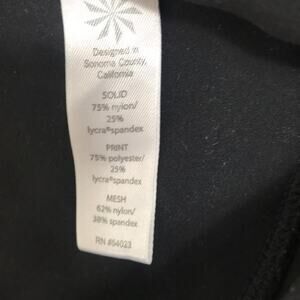 Designed in
Sonoma County,
California
SOLID
75% nylon/
25%
lycra®spandex
PRINT
75% polyester/
25%
lycra®spandex
MESH
62% nylon/
38% spandex
RN #54023